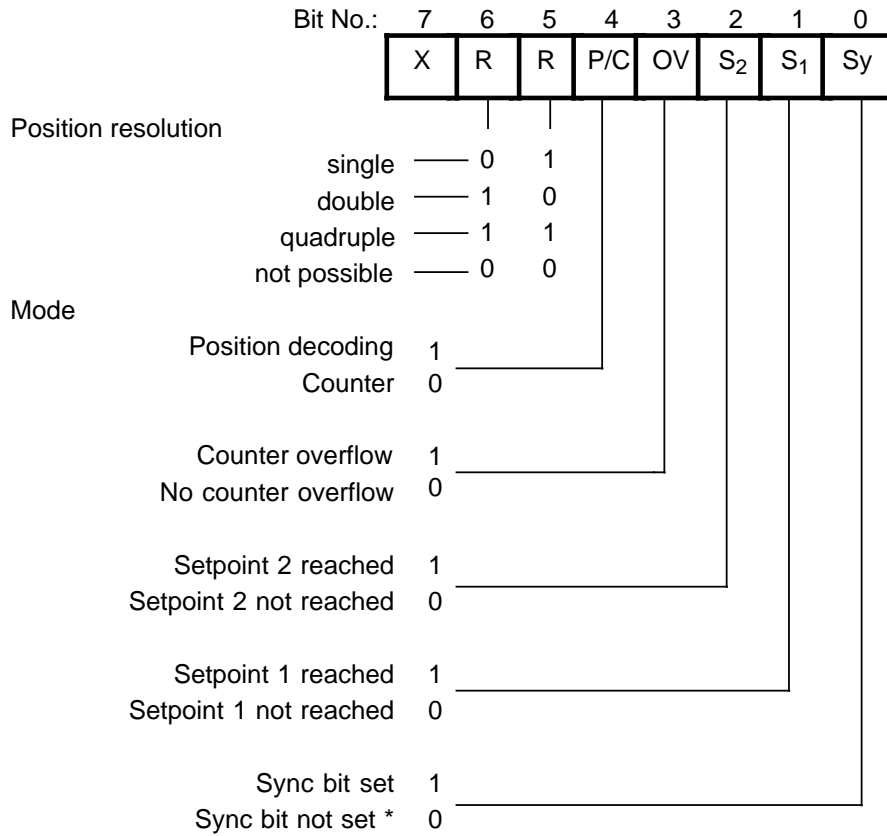 Bit No.: 7 6 5 4 3 2 1 0
X R R P/C OV S2 S1 Sy
Position resolution
single 0 1
double 1 0
quadruple 1 1
not possible 0 0
Mode
Position decoding 1
Counter 0
Counter overflow 1
No counter overflow 0
Setpoint 2 reached 1
Setpoint 2 not reached 0
Setpoint 1 reached 1
Setpoint 1 not reached 0
Sync bit set 1
Sync bit not set * 0